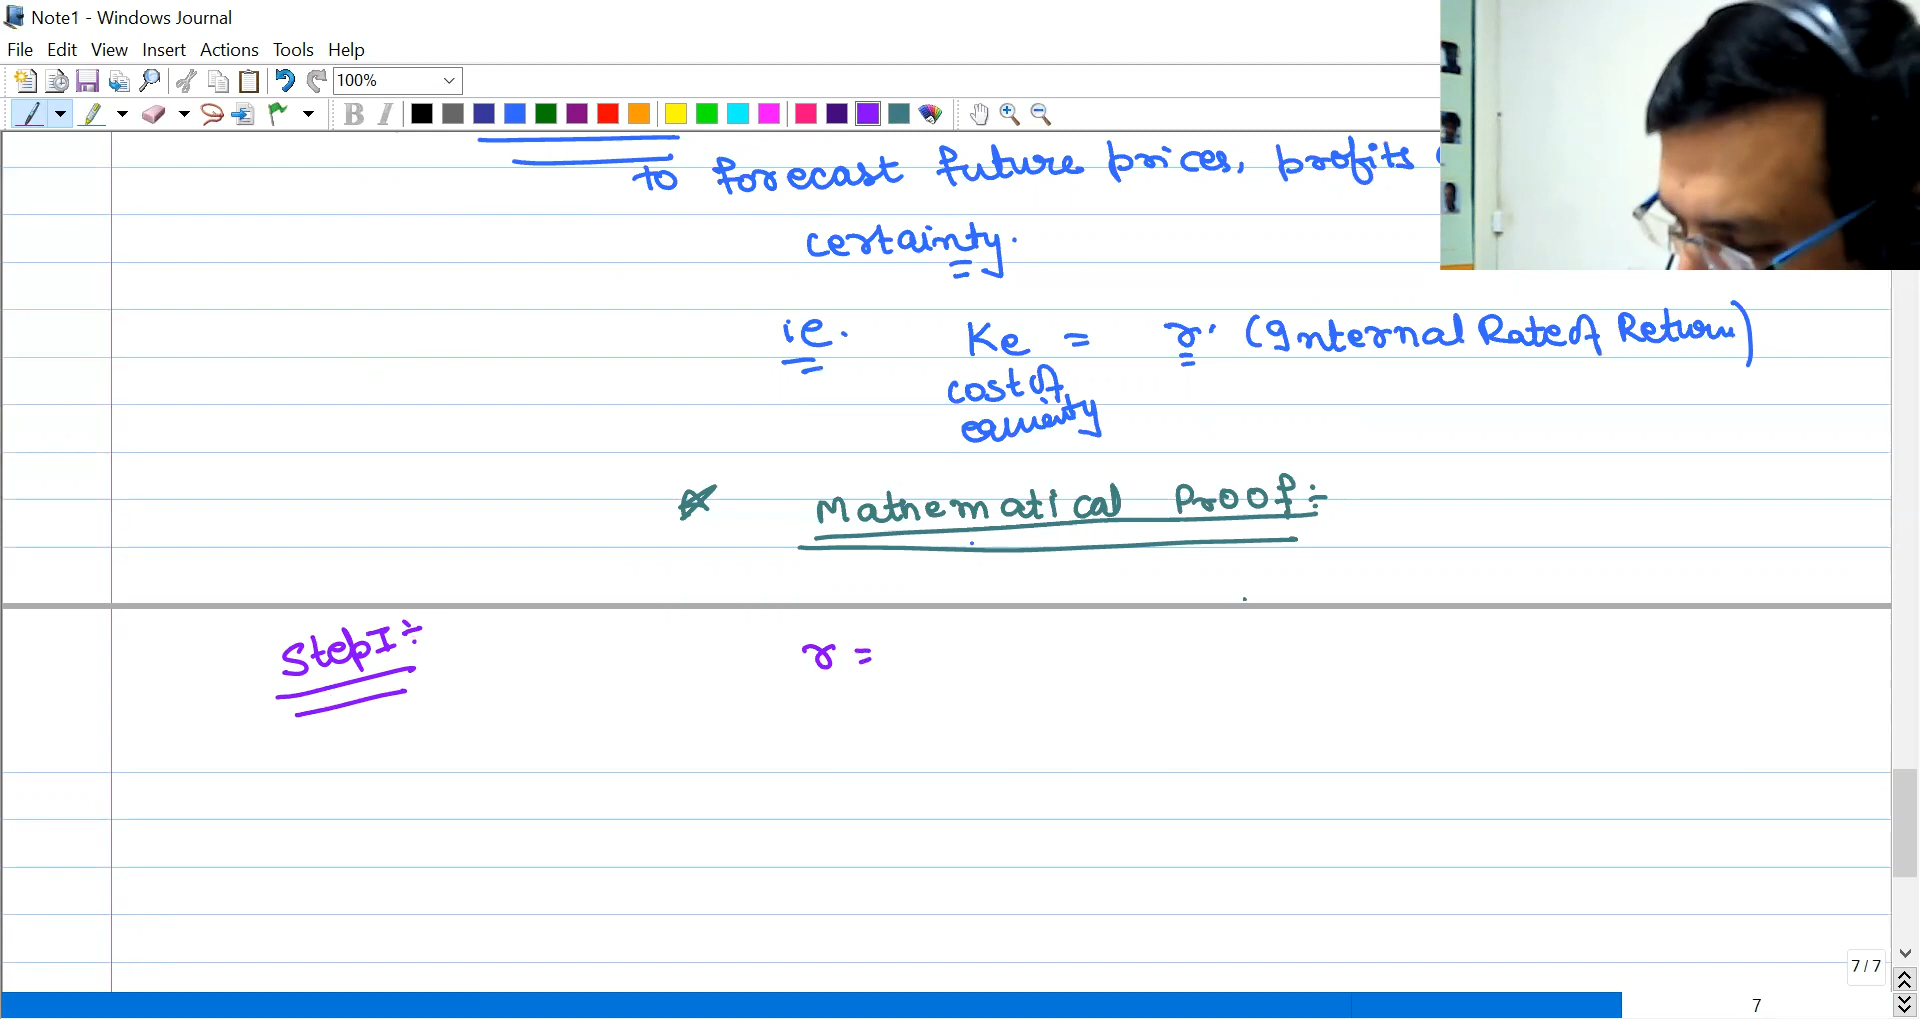 Note1 - Windows Journal
File Edit View Insert Actions Tools Help
100%
B I
to forecast future prices, profits
certainty.
ie. Ke = r. (Internal Rate of Return)
cost of
equity
Mathematical Proof:-
Step I:-
r =
7 / 7
7